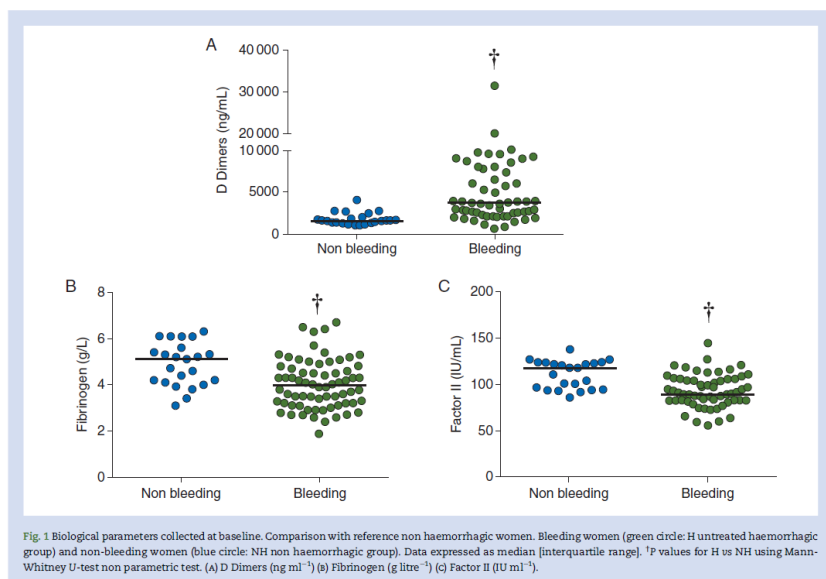 A
40 000
†
30 000
20 000
10 000
5000
0
D Dimers (ng/mL)
Non bleeding
Bleeding
B
8
†
6
4
2
0
Fibrinogen (g/L)
Non bleeding
Bleeding
C
200
†
150
100
50
0
Factor II (IU/mL)
Non bleeding
Bleeding
Fig. 1 Biological parameters collected at baseline. Comparison with reference non haemorrhagic women. Bleeding women (green circle: H untreated haemorrhagic
group) and non-bleeding women (blue circle: NH non haemorrhagic group). Data expressed as median [interquartile range]. †P values for H vs NH using Mann-
Whitney U-test non parametric test. (A) D Dimers (ng ml−1) (B) Fibrinogen (g litre−1) (C) Factor II (IU ml−1).